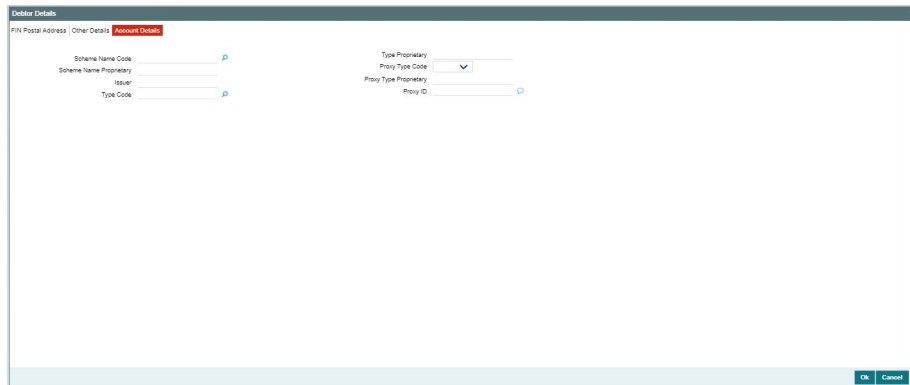 Debtor Details
FIN Postal Address Other Details Account Details
Scheme Name Code
Scheme Name Proprietary
Issuer
Type Code
Type Proprietary
Proxy Type Code
Proxy Type Proprietary
Proxy ID
Ok Cancel